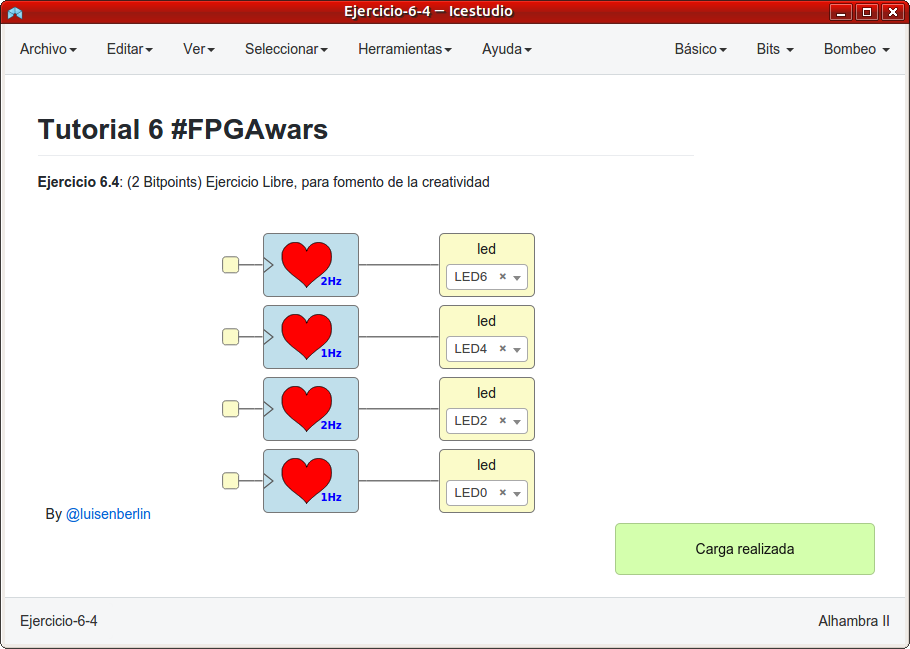 Ejercicio-6-4 — Icestudio
Archivo Editar Ver Seleccionar Herramientas Ayuda Básico Bits Bombeo
Tutorial 6 #FPGAwars
Ejercicio 6.4: (2 Bitpoints) Ejercicio Libre, para fomento de la creatividad
led
2Hz LED6 ×
led
1Hz LED4 ×
led
2Hz LED2 ×
led
1Hz LED0 ×
By @luisenberlin
Carga realizada
Ejercicio-6-4 Alhambra II